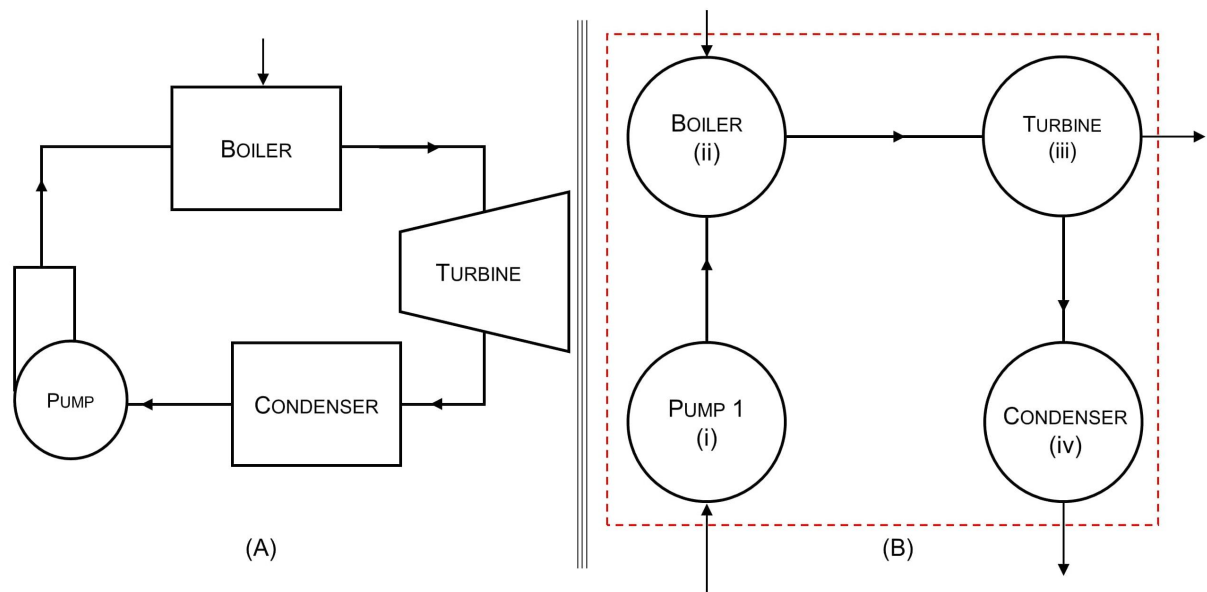 BOILER
TURBINE
PUMP
CONDENSER
(A)
BOILER
(ii)
TURBINE
(iii)
PUMP 1
(i)
CONDENSER
(iv)
(B)